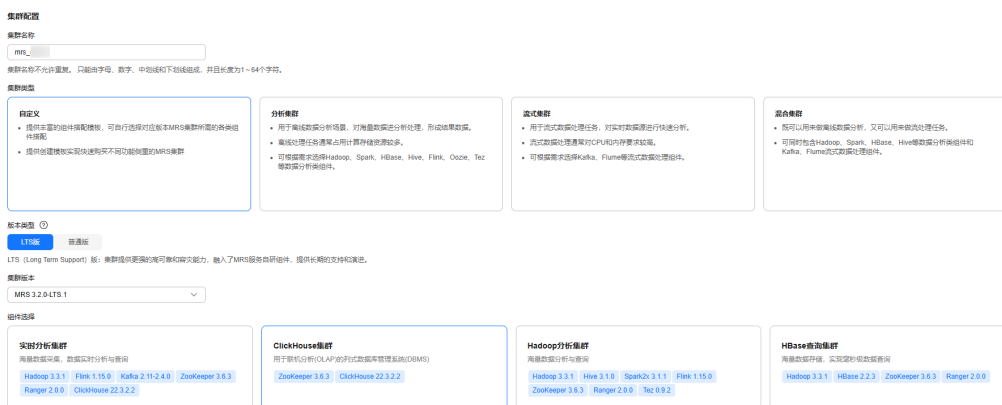 集群配置
集群名称
mrs_
集群名称不允许重复。 只能由字母、数字、中划线和下划线组成，并且长度为1~64个字符。
集群类型
自定义
• 提供丰富的组件搭配模板，可自行选择对应版本MRS集群所需的各类组
件搭配
• 提供创建模板实现快速购买不同功能侧重的MRS集群
分析集群
• 用于离线数据分析场景，对海量数据进分析处理，形成结果数据。
• 离线处理任务通常占用计算存储资源较多。
• 可根据需求选择Hadoop、Spark、HBase、Hive、Flink、Oozie、Tez
等数据分析类组件。
流式集群
• 用于流式数据处理任务，对实时数据源进行快速分析。
• 流式数据处理通常对CPU和内存要求较高。
• 可根据需求选择Kafka、Flume等流式数据处理组件。
混合集群
• 既可以用来做离线数据分析，又可以用来做流处理任务。
• 可同时包含Hadoop、Spark、HBase、Hive等数据分析类组件和
Kafka、Flume流式数据处理组件。
版本类型 ?
LTS版 普通版
LTS（Long Term Support）版：集群提供更强的高可靠和容灾能力，融入了MRS服务自研组件，提供长期的支持和演进。
集群版本
MRS 3.2.0-LTS.1
组件选择
实时分析集群
海量数据采集、数据实时分析与查询
Hadoop 3.3.1 Flink 1.15.0 Kafka 2.11-2.4.0 ZooKeeper 3.6.3
Ranger 2.0.0 ClickHouse 22.3.2.2
ClickHouse集群
用于联机分析(OLAP)的列式数据库管理系统(DBMS)
ZooKeeper 3.6.3 ClickHouse 22.3.2.2
Hadoop分析集群
海量数据分析与查询
Hadoop 3.3.1 Hive 3.1.0 Spark2x 3.1.1 Flink 1.15.0
ZooKeeper 3.6.3 Ranger 2.0.0 Tez 0.9.2
HBase查询集群
海量数据存储，实现毫秒级数据查询
Hadoop 3.3.1 HBase 2.2.3 ZooKeeper 3.6.3 Ranger 2.0.0